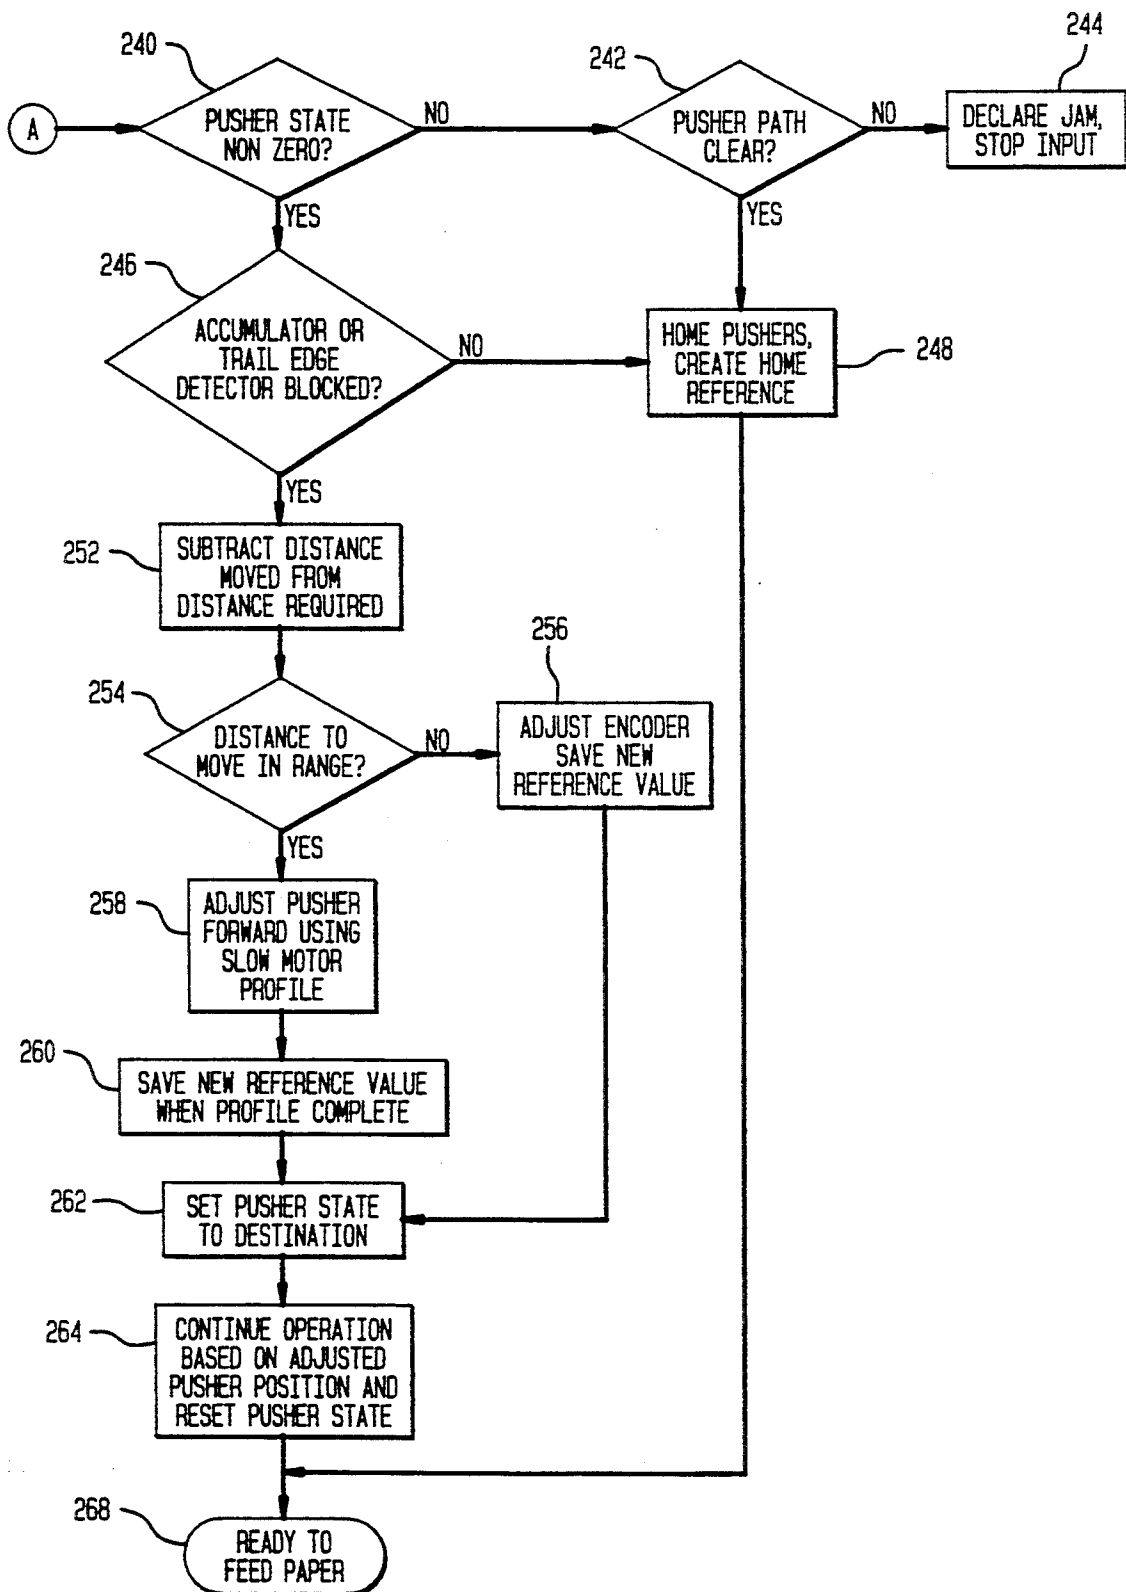 240
242
244
A
PUSHER STATE
NON ZERO?
NO
PUSHER PATH
CLEAR?
NO
DECLARE JAM,
STOP INPUT
YES
YES
246
ACCUMULATOR OR
TRAIL EDGE
DETECTOR BLOCKED?
NO
HOME PUSHERS,
CREATE HOME
REFERENCE
248
YES
252
SUBTRACT DISTANCE
MOVED FROM
DISTANCE REQUIRED
254
DISTANCE TO
MOVE IN RANGE?
NO
256
ADJUST ENCODER
SAVE NEW
REFERENCE VALUE
YES
258
ADJUST PUSHER
FORWARD USING
SLOW MOTOR
PROFILE
260
SAVE NEW REFERENCE VALUE
WHEN PROFILE COMPLETE
262
SET PUSHER STATE
TO DESTINATION
264
CONTINUE OPERATION
BASED ON ADJUSTED
PUSHER POSITION AND
RESET PUSHER STATE
268
READY TO
FEED PAPER